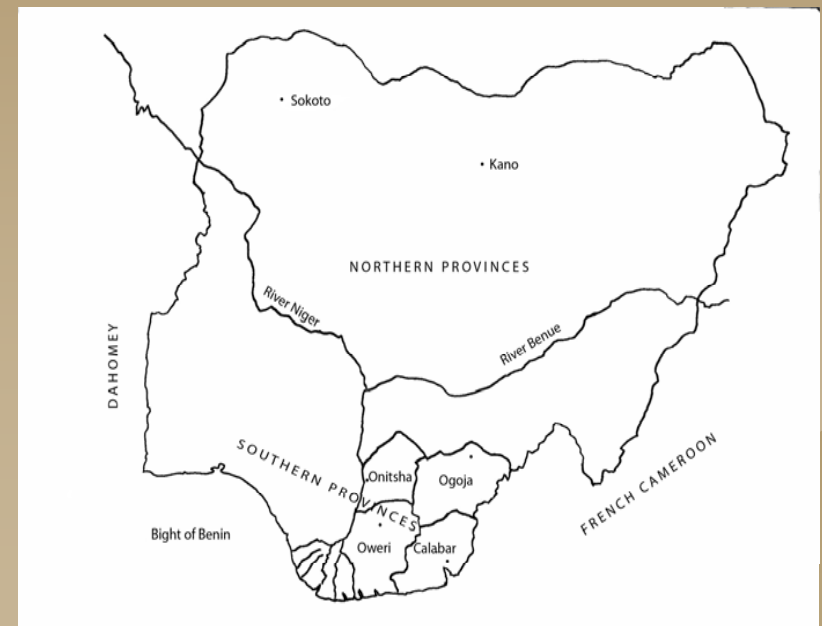 Sokoto
Kano
NORTHERN PROVINCES
River Niger
River Benue
DAHOMEY
SOUTHERN PROVINCES
Onitsha
Ogoja
FRENCH CAMEROON
Bight of Benin
Oweri
Calabar